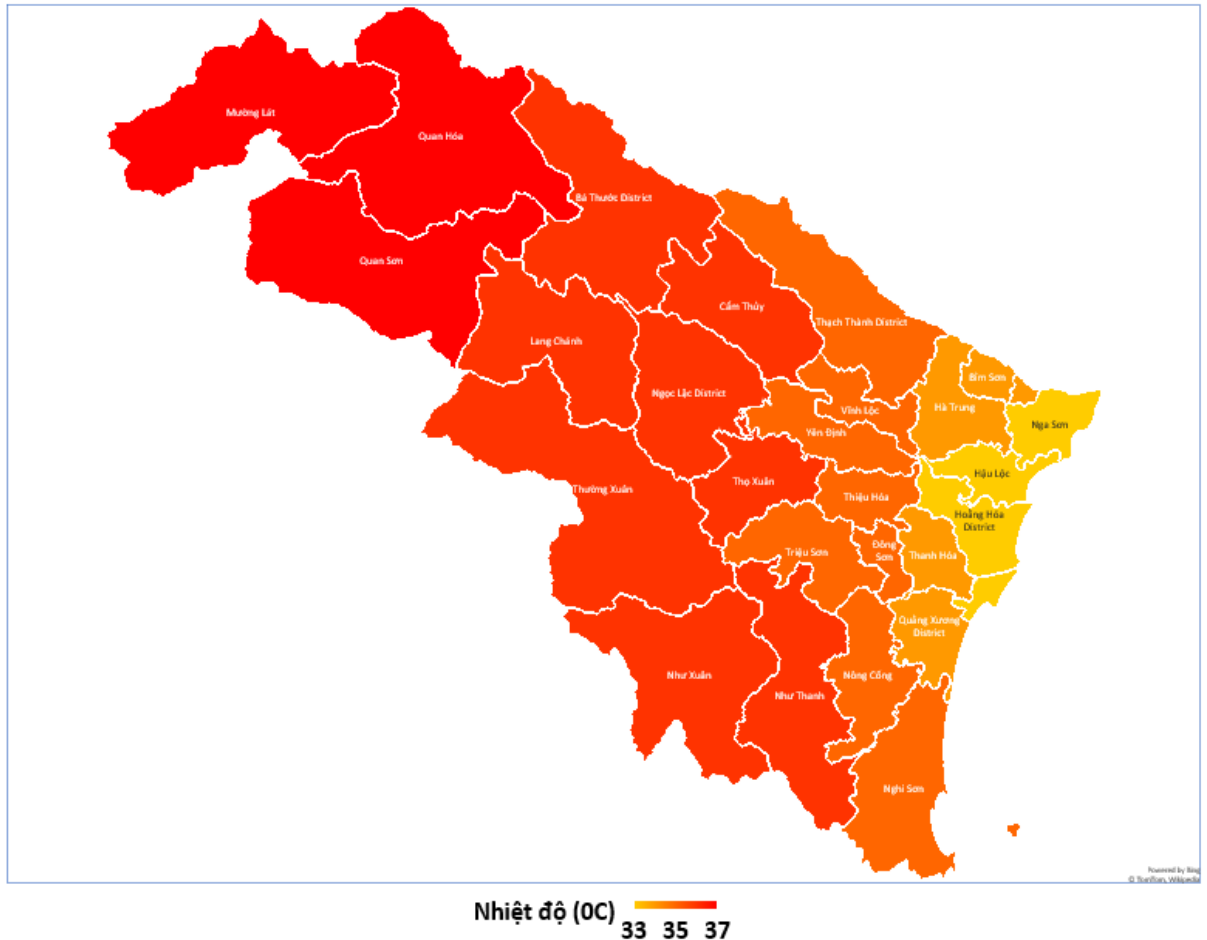 Mường Lát
Quan Hóa
Bá Thước District
Quan Sơn
Cẩm Thủy
Thạch Thành District
Lang Chánh
Bỉm Sơn
Ngọc Lặc District
Hà Trung
Vĩnh Lộc
Nga Sơn
Yên Định
Hậu Lộc
Thọ Xuân
Thường Xuân
Thiệu Hóa
Hoằng Hóa
District
Triệu Sơn
Đông
Sơn
Thanh Hóa
Quảng Xương
District
Như Xuân
Nông Cống
Như Thanh
Nghi Sơn
Powered by Bing
© TomTom, Wikipedia
Nhiệt độ (0C)
33 35 37